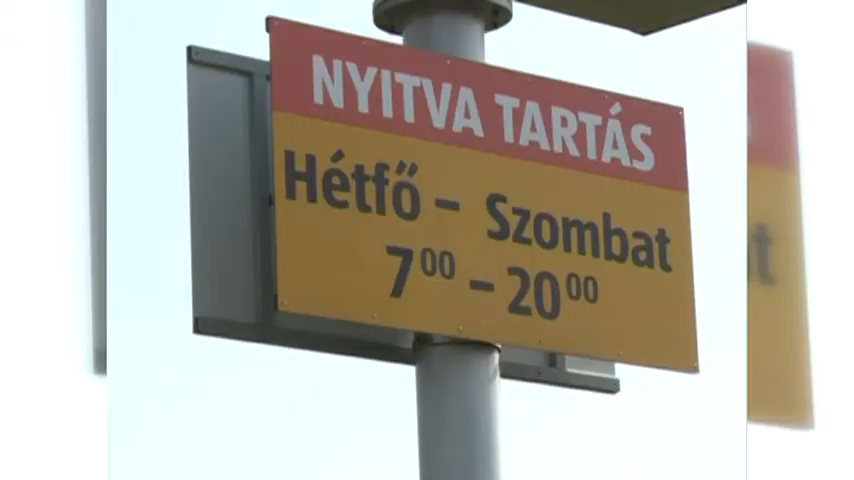 NYITVA TARTÁS
Hétfő – Szombat
7⁰⁰ – 20⁰⁰